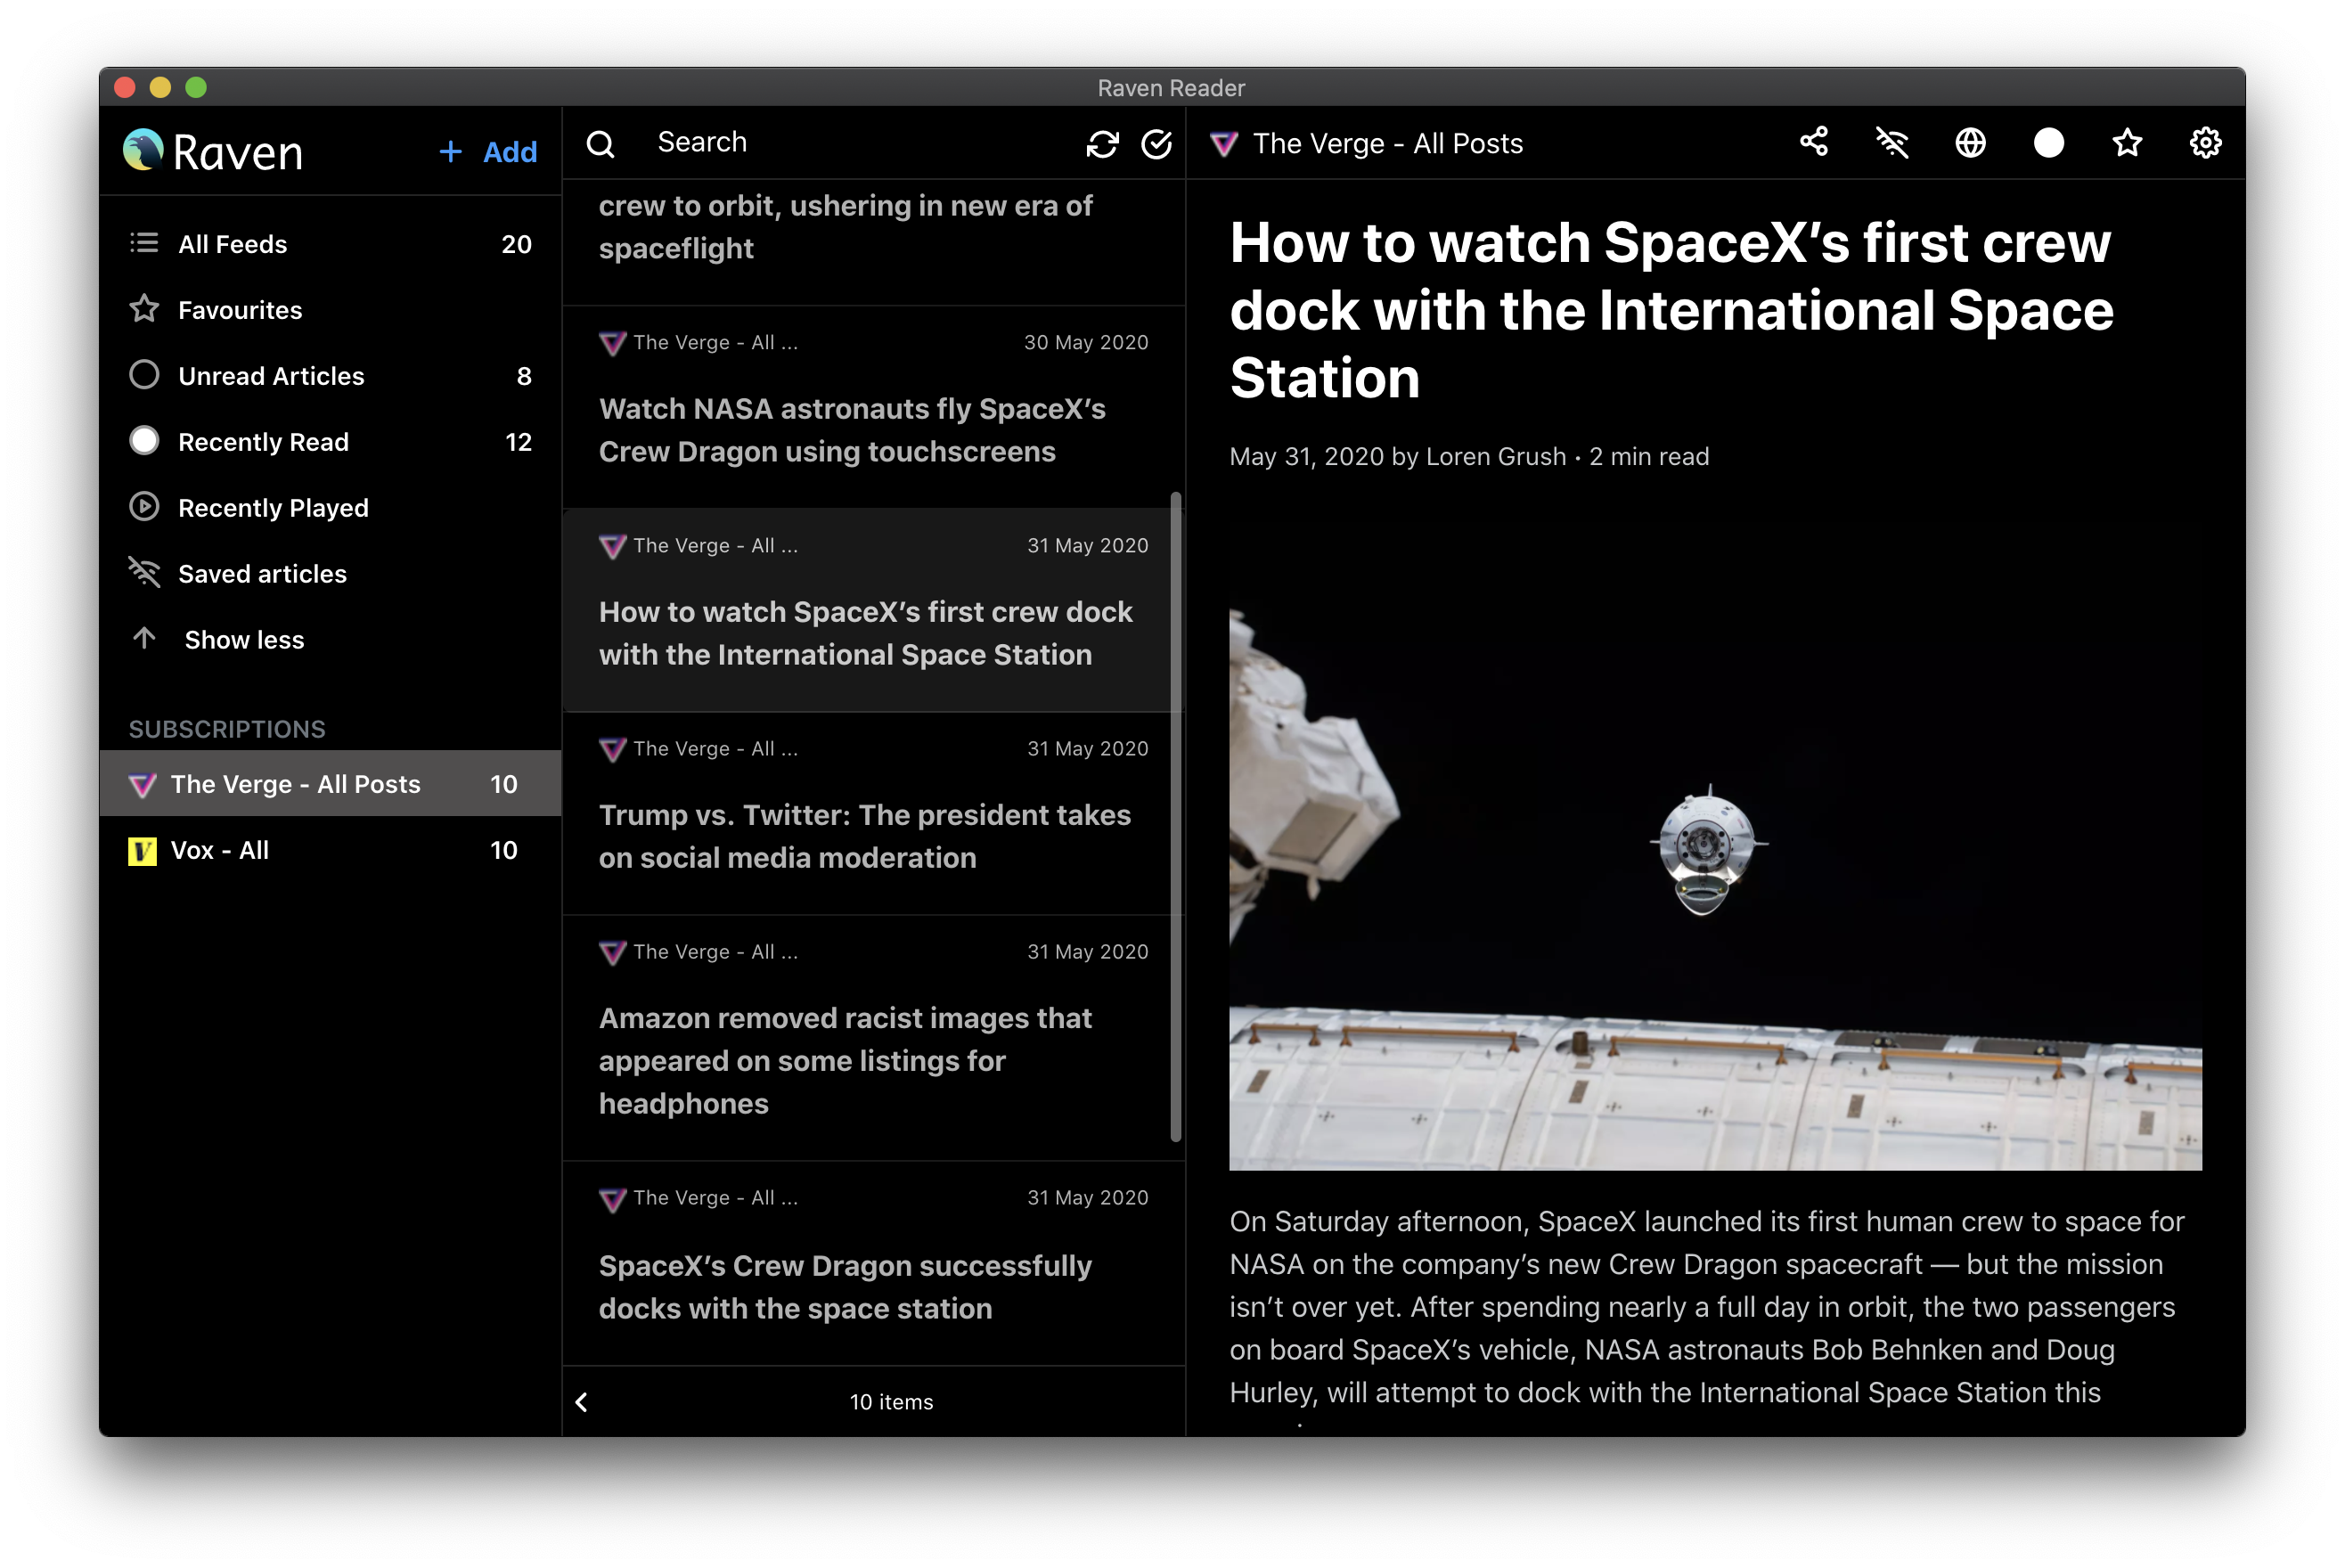 Raven Reader
Raven
+ Add
All Feeds 20
Favourites
Unread Articles 8
Recently Read 12
Recently Played
Saved articles
Show less
SUBSCRIPTIONS
The Verge - All Posts 10
Vox - All 10
Search
crew to orbit, ushering in new era of
spaceflight
The Verge - All ... 30 May 2020
Watch NASA astronauts fly SpaceX’s
Crew Dragon using touchscreens
The Verge - All ... 31 May 2020
How to watch SpaceX’s first crew dock
with the International Space Station
The Verge - All ... 31 May 2020
Trump vs. Twitter: The president takes
on social media moderation
The Verge - All ... 31 May 2020
Amazon removed racist images that
appeared on some listings for
headphones
The Verge - All ... 31 May 2020
SpaceX’s Crew Dragon successfully
docks with the space station
10 items
The Verge - All Posts
How to watch SpaceX’s first crew
dock with the International Space
Station
May 31, 2020 by Loren Grush • 2 min read
On Saturday afternoon, SpaceX launched its first human crew to space for
NASA on the company’s new Crew Dragon spacecraft — but the mission
isn’t over yet. After spending nearly a full day in orbit, the two passengers
on board SpaceX’s vehicle, NASA astronauts Bob Behnken and Doug
Hurley, will attempt to dock with the International Space Station this